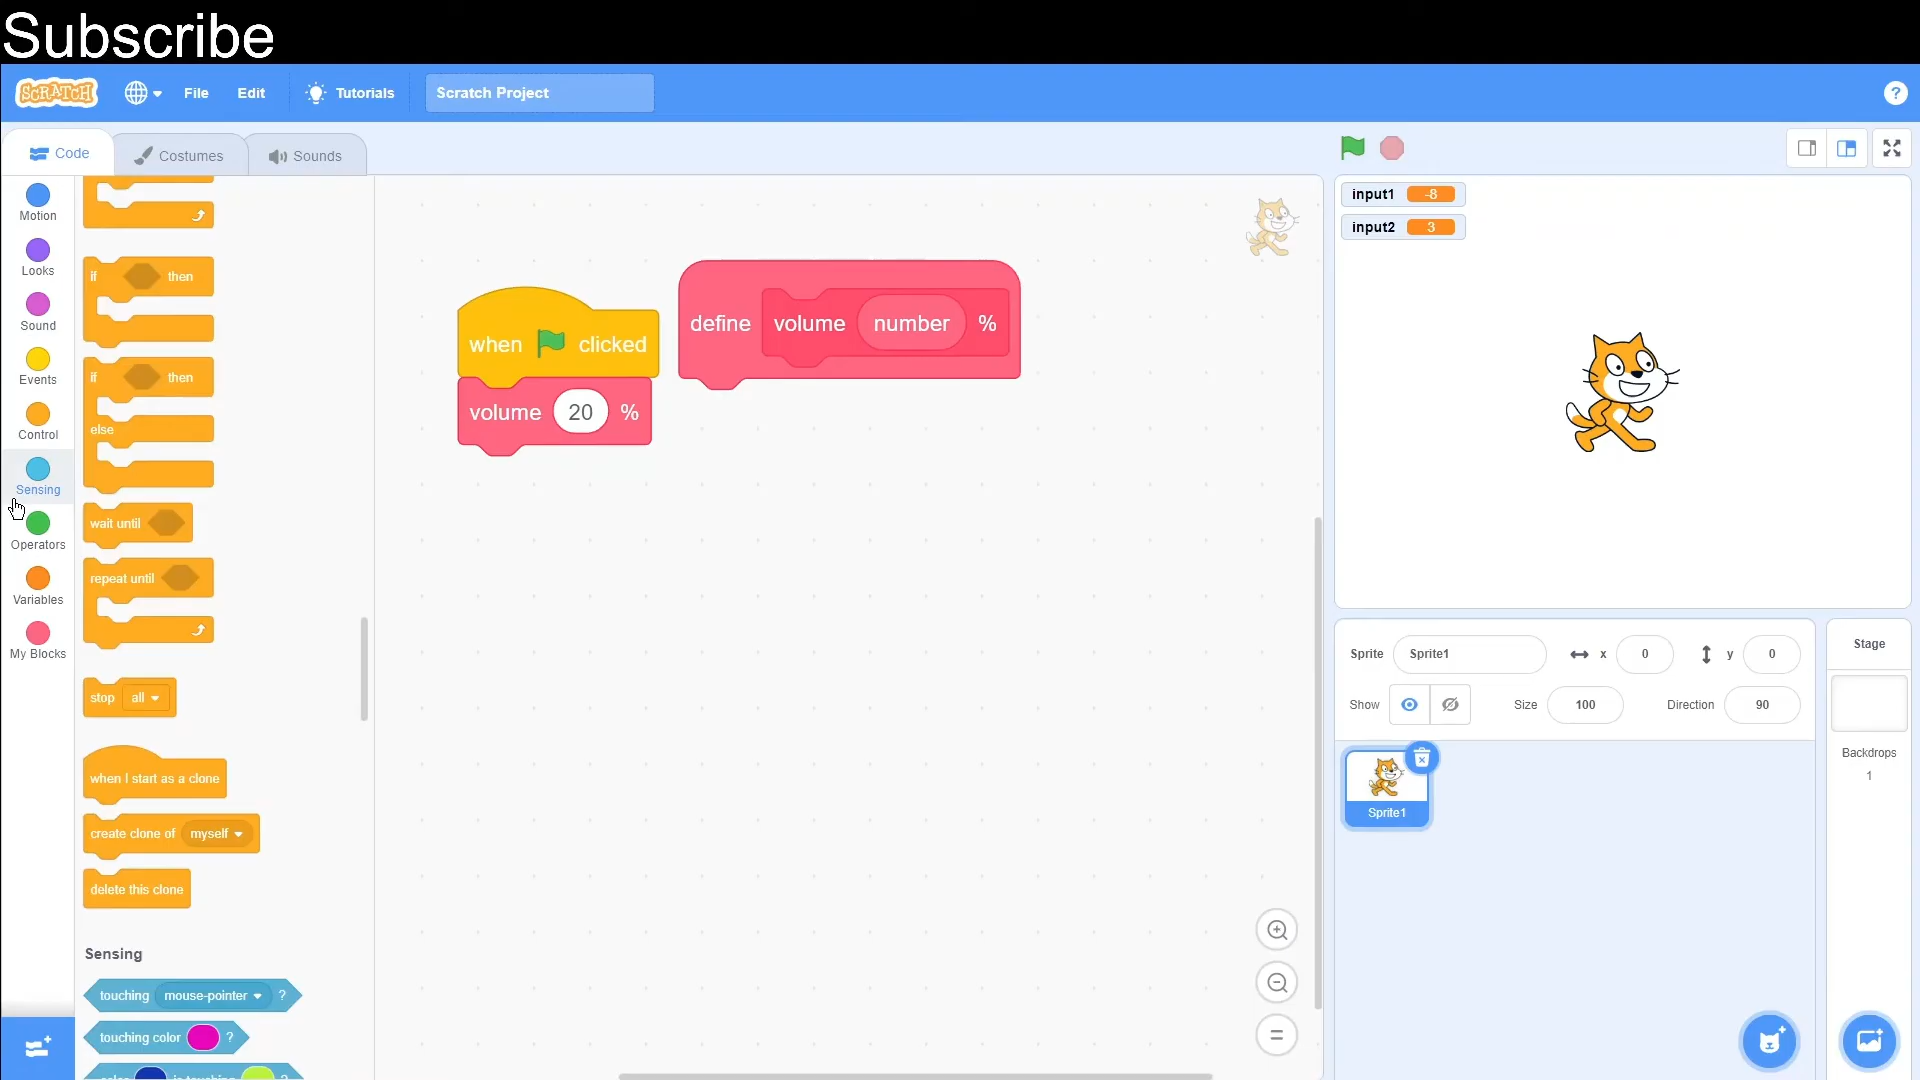 Subscribe
SCRATCH
File
Edit
Tutorials
Scratch Project
?
Code
Costumes
Sounds
Motion
Looks
Sound
Events
Control
Sensing
Operators
Variables
My Blocks
if then
if then
else
wait until
repeat until
stop all
when I start as a clone
create clone of myself
delete this clone
Sensing
touching mouse-pointer ?
touching color ?
color is touching ?
when clicked
volume 20 %
define volume number %
input1 -8
input2 3
Sprite Sprite1 x 0 y 0
Show Size 100 Direction 90
Sprite1
Stage
Backdrops
1